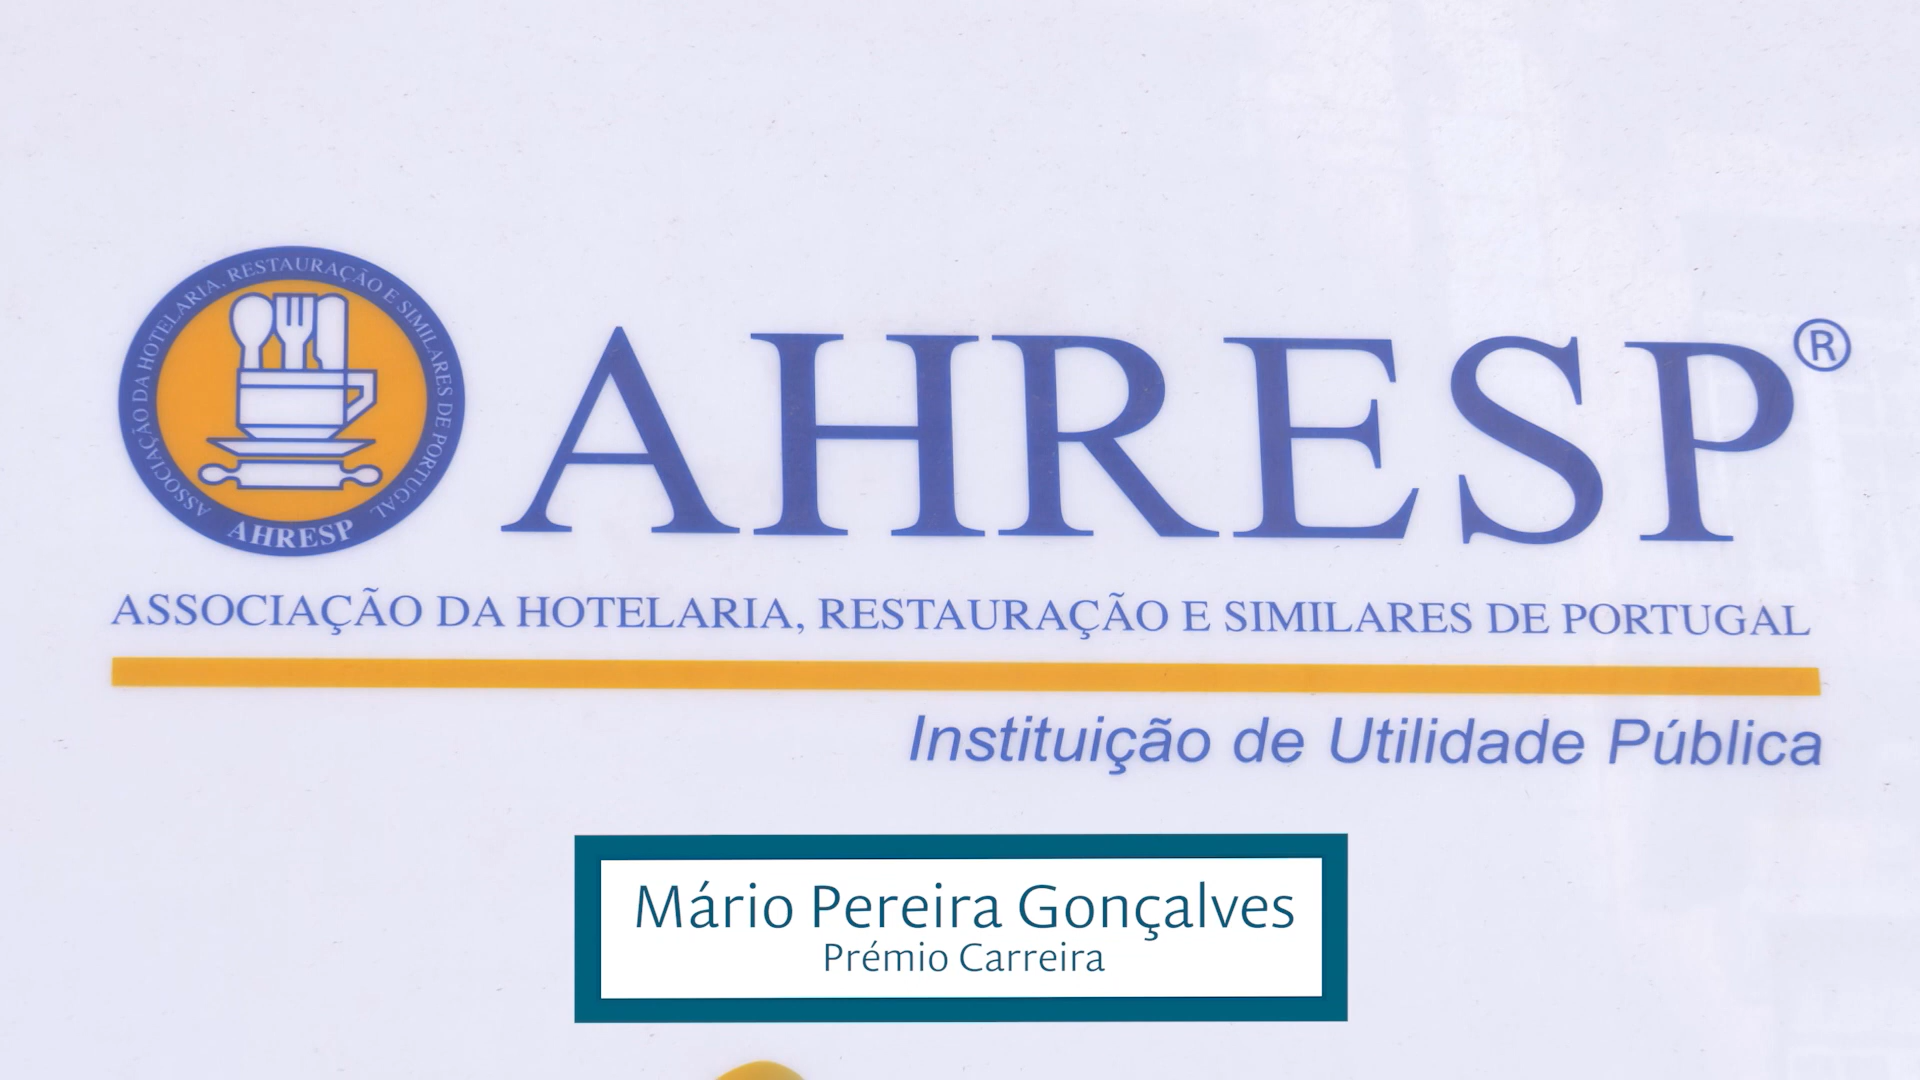 ASSOCIAÇÃO DA HOTELARIA, RESTAURAÇÃO E SIMILARES DE PORTUGAL
AHRESP
AHRESP®
ASSOCIAÇÃO DA HOTELARIA, RESTAURAÇÃO E SIMILARES DE PORTUGAL
Instituição de Utilidade Pública
Mário Pereira Gonçalves
Prémio Carreira